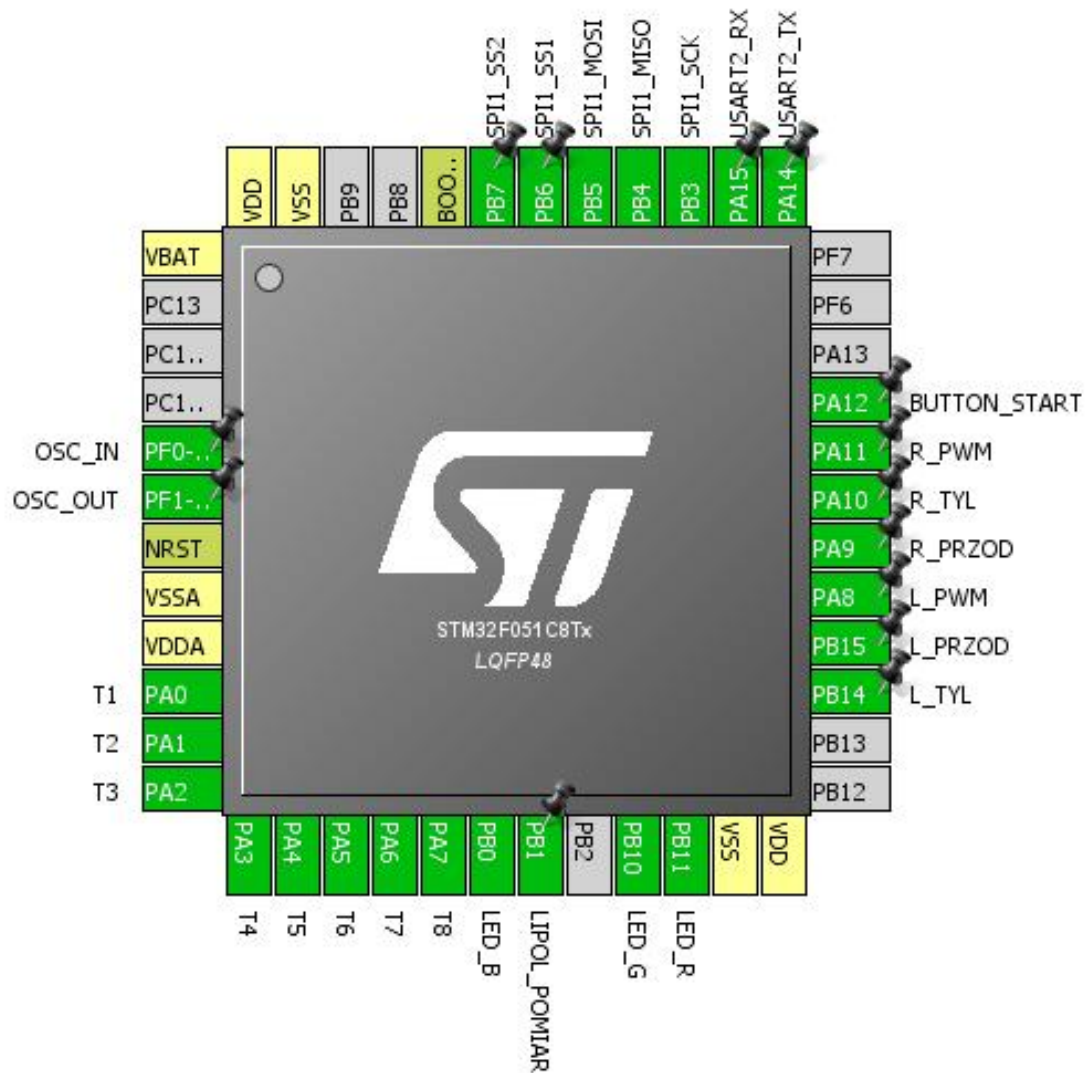 SPI1_SS2
SPI1_SS1
SPI1_MOSI
SPI1_MISO
SPI1_SCK
USART2_RX
USART2_TX
VDD
VSS
PB9
PB8
BOO..
PB7
PB6
PB5
PB4
PB3
PA15
PA14
VBAT
PC13
PC1..
PC1..
OSC_IN PF0-..
OSC_OUT PF1-..
NRST
VSSA
VDDA
T1 PA0
T2 PA1
T3 PA2
STM32F051C8Tx
LQFP48
PF7
PF6
PA13
PA12 BUTTON_START
PA11 R_PWM
PA10 R_TYL
PA9 R_PRZOD
PA8 L_PWM
PB15 L_PRZOD
PB14 L_TYL
PB13
PB12
PA3
PA4
PA5
PA6
PA7
PB0
PB1
PB2
PB10
PB11
VSS
VDD
T4
T5
T6
T7
T8
LED_B
LIPOL_POMIAR
LED_G
LED_R